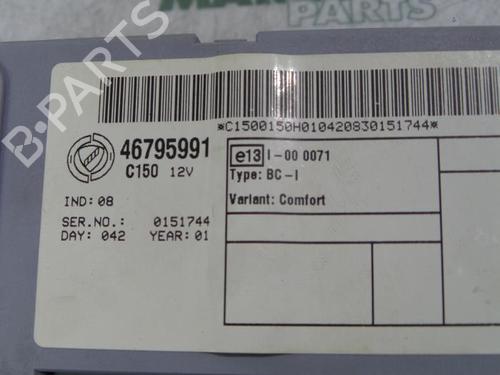 PARTS
*C1500150H010420830151744*
46795991
C150 12V
IND: 08
SER.NO.: 0151744
DAY: 042 YEAR: 01
e13 I-00 0071
Type: BC-I
Variant: Comfort
B-PARTS